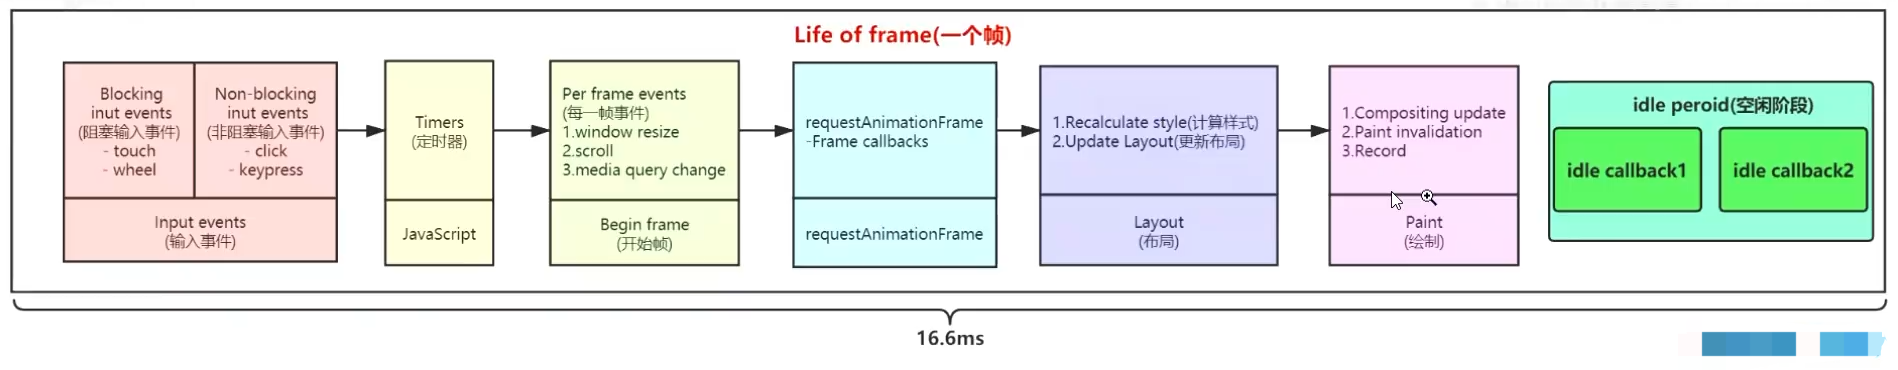 Life of frame(一个帧)
Blocking
inut events
(阻塞输入事件)
- touch
- wheel
Non-blocking
inut events
(非阻塞输入事件)
- click
- keypress
Input events
(输入事件)
Timers
(定时器)
JavaScript
Per frame events
(每一帧事件)
1.window resize
2.scroll
3.media query change
Begin frame
(开始帧)
requestAnimationFrame
-Frame callbacks
requestAnimationFrame
1.Recalculate style(计算样式)
2.Update Layout(更新布局)
Layout
(布局)
1.Compositing update
2.Paint invalidation
3.Record
Paint
(绘制)
idle peroid(空闲阶段)
idle callback1
idle callback2
16.6ms